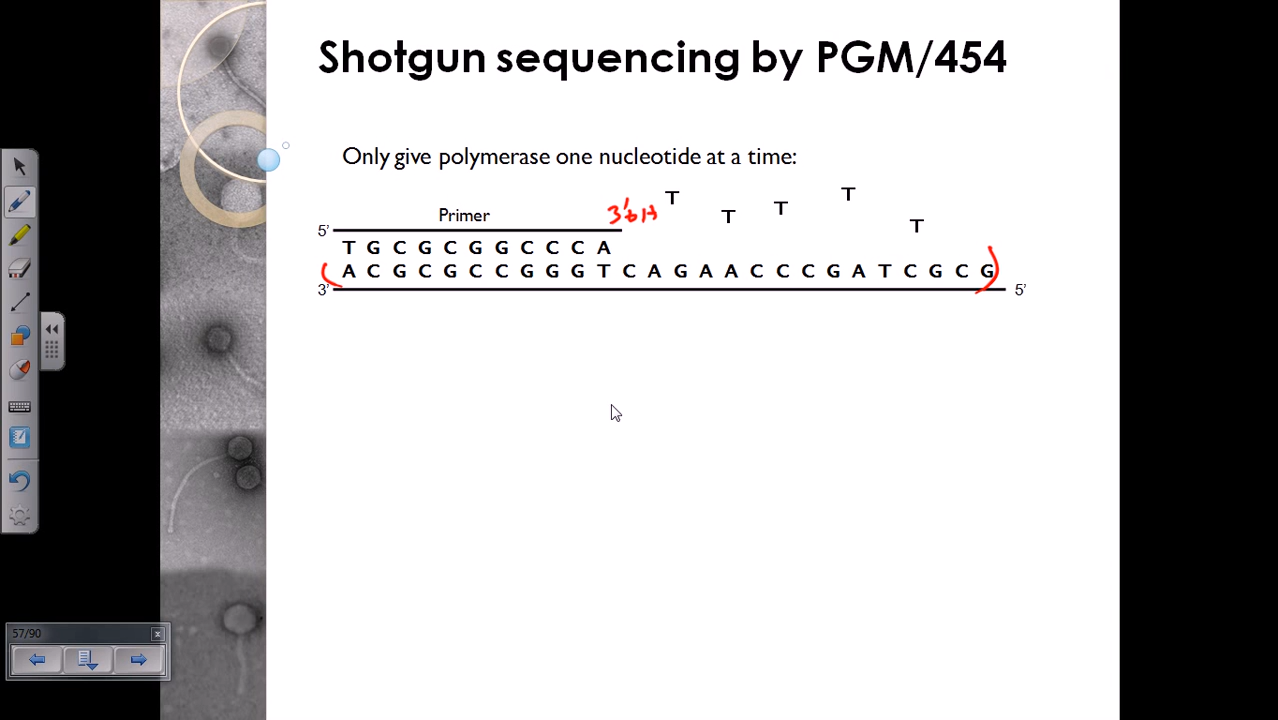 Shotgun sequencing by PGM/454
Only give polymerase one nucleotide at a time:
T T T T T
Primer 3'
5'
T G C G C G G C C C A
A C G C G C C G G G T C A G A A C C C G A T C G C G
3' 5'
57/90